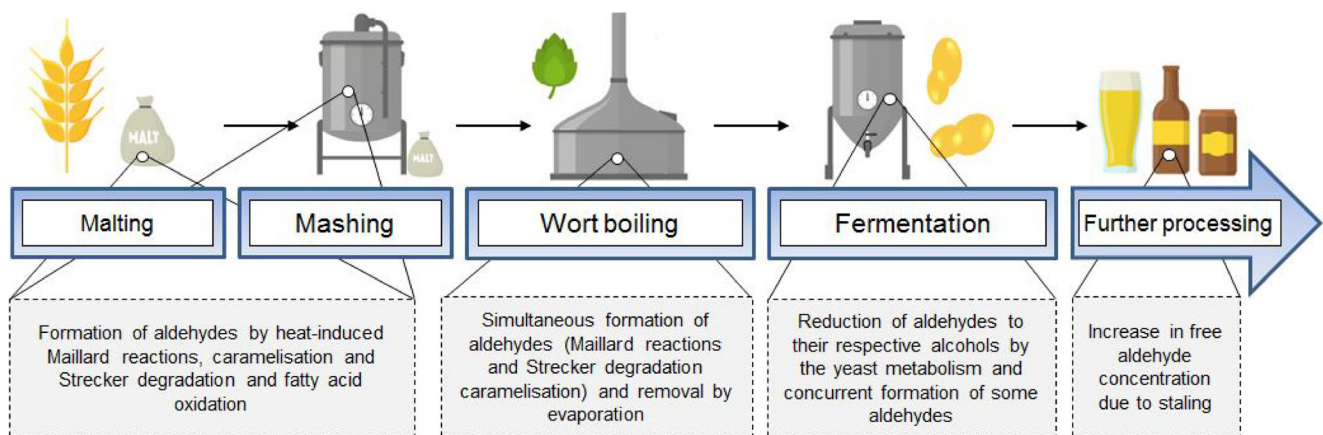 MALT
MALT
Malting
Mashing
Wort boiling
Fermentation
Further processing
Formation of aldehydes by heat-induced
Maillard reactions, caramelisation and
Strecker degradation and fatty acid
oxidation
Simultaneous formation of
aldehydes (Maillard reactions
and Strecker degradation
caramelisation) and removal by
evaporation
Reduction of aldehydes to
their respective alcohols by
the yeast metabolism and
concurrent formation of some
aldehydes
Increase in free
aldehyde
concentration
due to staling